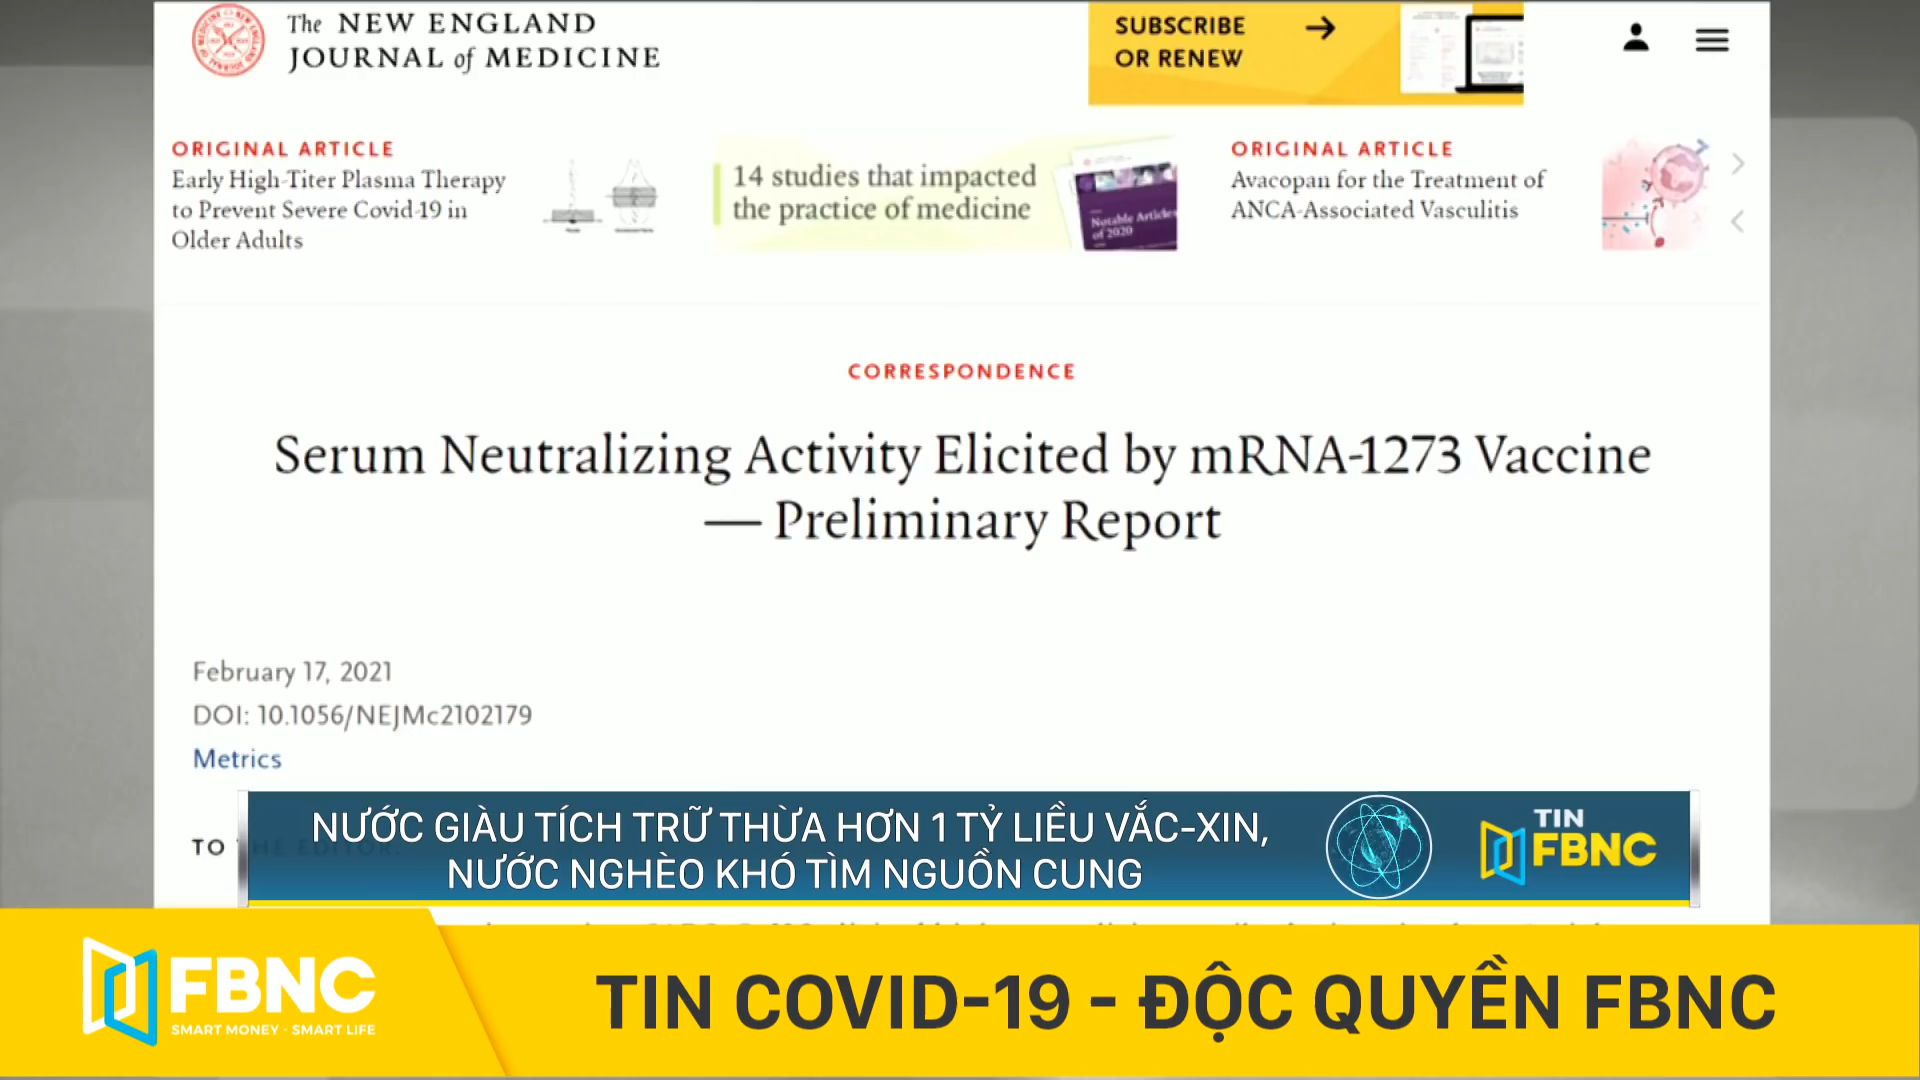 The NEW ENGLAND
JOURNAL of MEDICINE
SUBSCRIBE
OR RENEW
ORIGINAL ARTICLE
Early High-Titer Plasma Therapy
to Prevent Severe Covid-19 in
Older Adults
14 studies that impacted
the practice of medicine
Notable Articles
of 2020
ORIGINAL ARTICLE
Avacopan for the Treatment of
ANCA-Associated Vasculitis
CORRESPONDENCE
Serum Neutralizing Activity Elicited by mRNA-1273 Vaccine
— Preliminary Report
February 17, 2021
DOI: 10.1056/NEJMc2102179
Metrics
TO THE EDITOR:
NƯỚC GIÀU TÍCH TRỮ THỪA HƠN 1 TỶ LIỀU VẮC-XIN,
NƯỚC NGHÈO KHÓ TÌM NGUỒN CUNG
TIN
FBNC
FBNC
SMART MONEY · SMART LIFE
TIN COVID-19 - ĐỘC QUYỀN FBNC